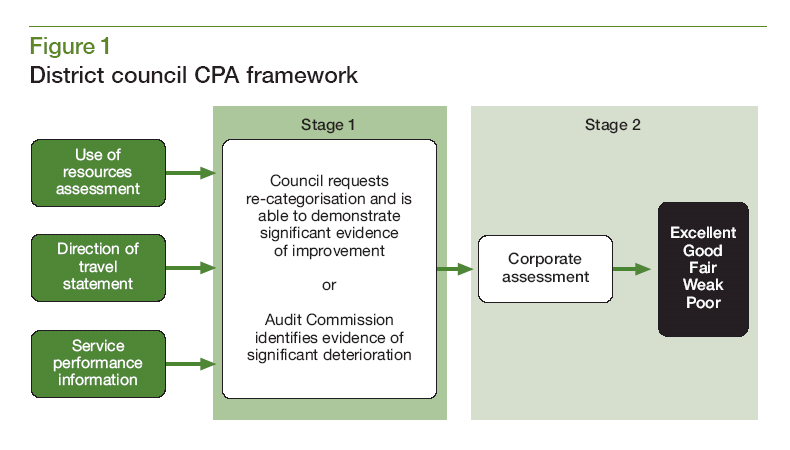 Figure 1
District council CPA framework
Use of
resources
assessment
Direction of
travel
statement
Service
performance
information
Stage 1
Council requests
re-categorisation and is
able to demonstrate
significant evidence
of improvement
or
Audit Commission
identifies evidence of
significant deterioration
Stage 2
Corporate
assessment
Excellent
Good
Fair
Weak
Poor